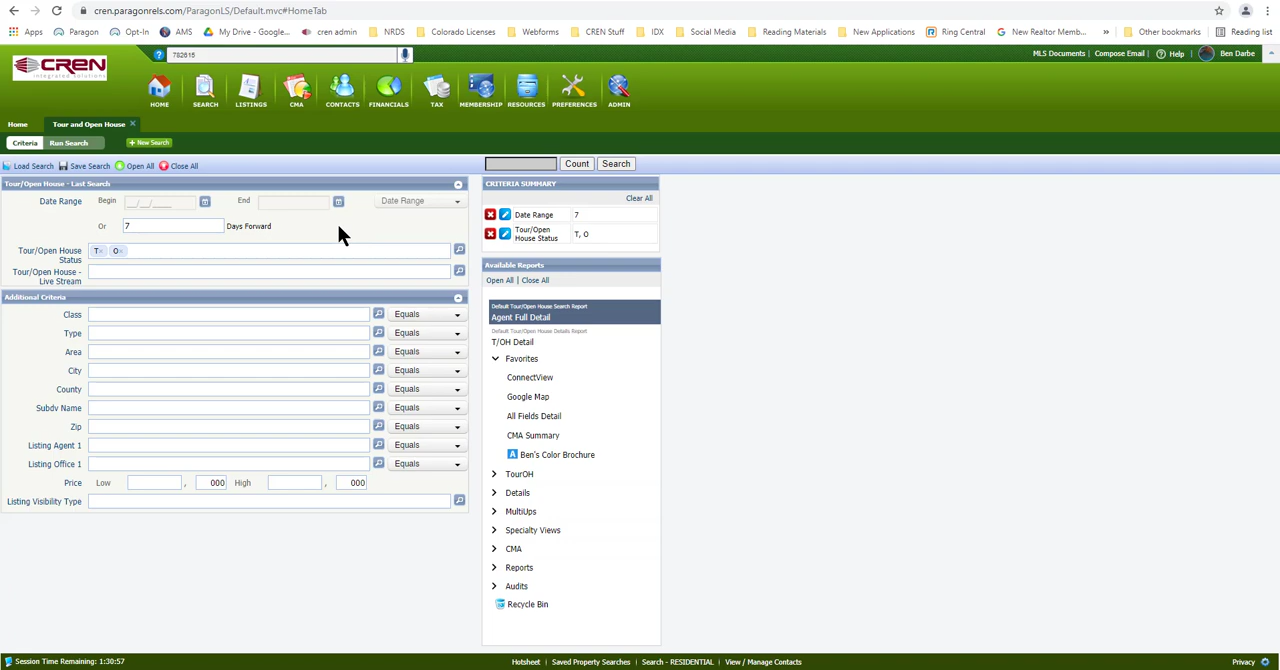 cren.paragonrels.com/ParagonLS/Default.mvc#HomeTab
Apps Paragon Opt-In AMS My Drive - Google... cren admin NRDS Colorado Licenses Webforms CREN Stuff IDX Social Media Reading Materials New Applications Ring Central New Realtor Memb... » Other bookmarks Reading list
CREN
integrated solutions
? 782615
MLS Documents | Compose Email | ? Help | Ben Darbe
HOME SEARCH LISTINGS CMA CONTACTS FINANCIALS TAX MEMBERSHIP RESOURCES PREFERENCES ADMIN
Home Tour and Open House ×
Criteria Run Search + New Search
Load Search Save Search Open All Close All Count Search
Tour/Open House - Last Search
Date Range Begin __/__/____ End Date Range
Or 7 Days Forward
Tour/Open House Status T× O×
Tour/Open House - Live Stream
Additional Criteria
Class Equals
Type Equals
Area Equals
City Equals
County Equals
Subdv Name Equals
Zip Equals
Listing Agent 1 Equals
Listing Office 1 Equals
Price Low , 000 High , 000
Listing Visibility Type
CRITERIA SUMMARY
Clear All
Date Range 7
Tour/Open House Status T, O
Available Reports
Open All | Close All
Default Tour/Open House Search Report
Agent Full Detail
Default Tour/Open House Details Report
T/OH Detail
Favorites
ConnectView
Google Map
All Fields Detail
CMA Summary
A Ben's Color Brochure
TourOH
Details
MultiUps
Specialty Views
CMA
Reports
Audits
Recycle Bin
Session Time Remaining: 1:30:57 Hotsheet | Saved Property Searches | Search - RESIDENTIAL | View / Manage Contacts Privacy